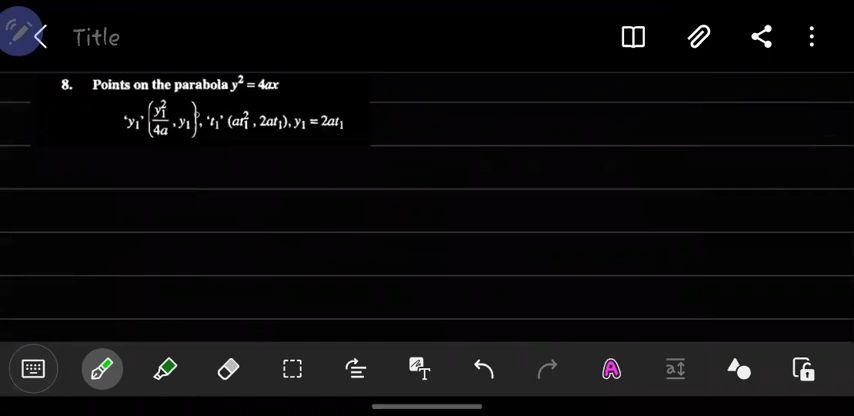 Title
8. Points on the parabola y² = 4ax
'y₁' (y₁²/4a, y₁), 't₁' (at₁², 2at₁), y₁ = 2at₁